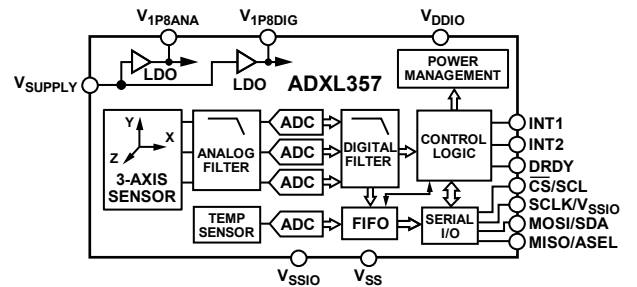 V1P8ANA
V1P8DIG
VDDIO
VSUPPLY
LDO
LDO
ADXL357
POWER
MANAGEMENT
Y
X
Z
3-AXIS
SENSOR
ANALOG
FILTER
ADC
ADC
ADC
DIGITAL
FILTER
CONTROL
LOGIC
INT1
INT2
DRDY
TEMP
SENSOR
ADC
FIFO
SERIAL
I/O
C̅S̅/SCL
SCLK/VSSIO
MOSI/SDA
MISO/ASEL
VSSIO
VSS